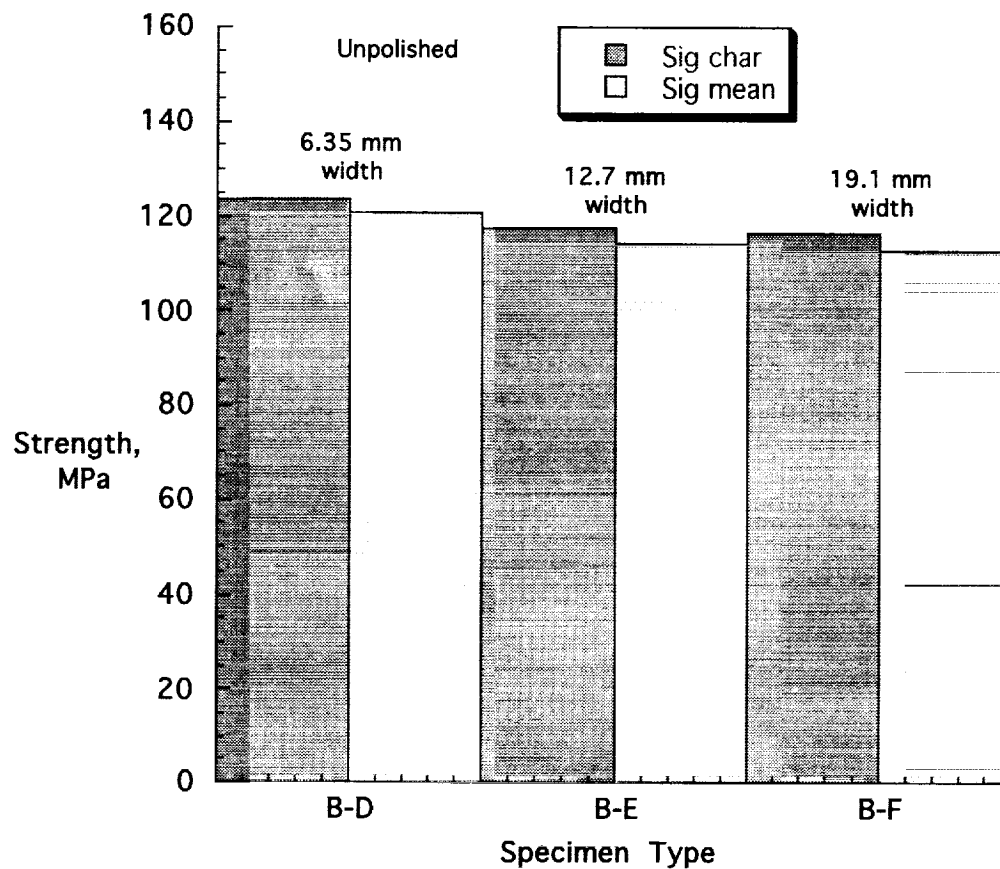 160
Unpolished
Sig char
Sig mean
140
6.35 mm
width
12.7 mm
width
19.1 mm
width
120
100
80
Strength,
MPa
60
40
20
0
B-D
B-E
B-F
Specimen Type